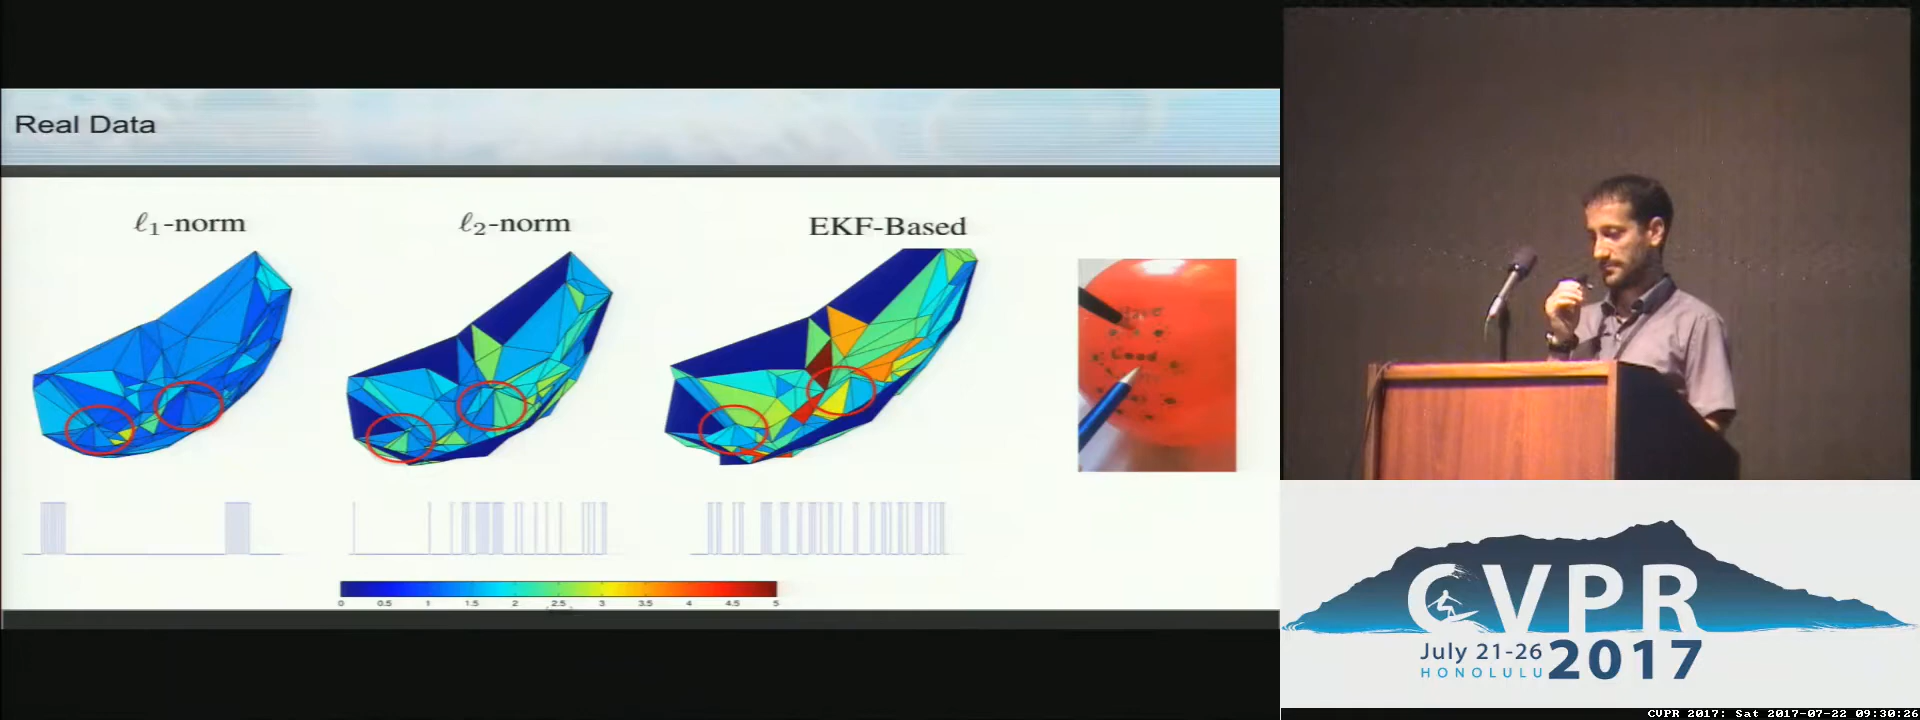 Real Data
ℓ1-norm
ℓ2-norm
EKF-Based
Good
0 0.5 1 1.5 2 2.5 3 3.5 4 4.5 5
CVPR
July 21-26
HONOLULU
2017
CVPR 2017: Sat 2017-07-22 09:30:26